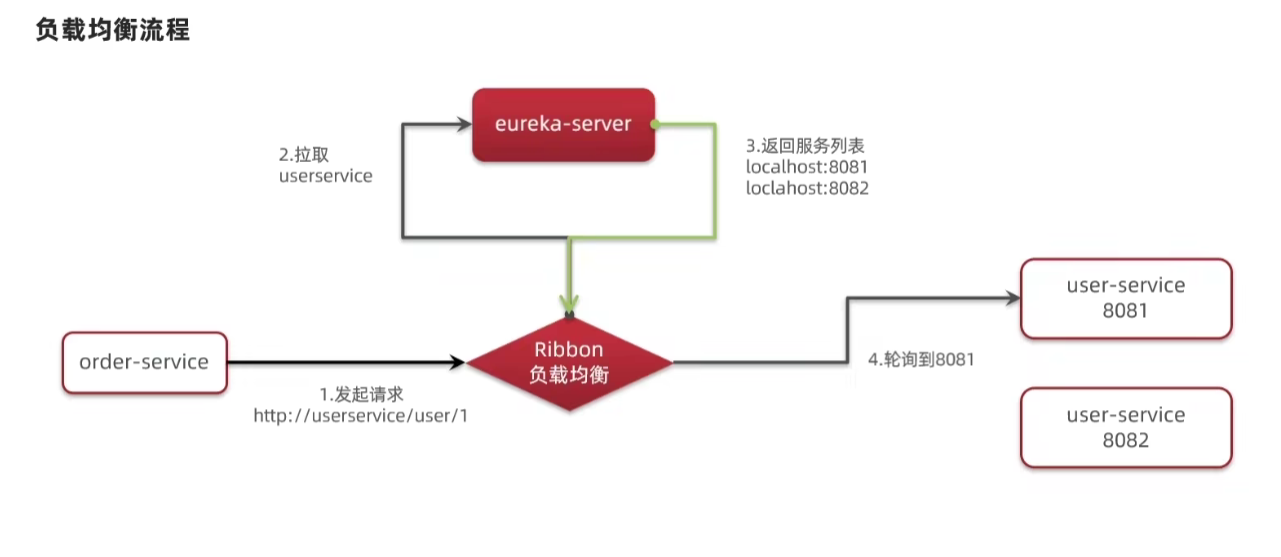 负载均衡流程
eureka-server
2.拉取
userservice
3.返回服务列表
localhost:8081
loclahost:8082
order-service
1.发起请求
http://userservice/user/1
Ribbon
负载均衡
4.轮询到8081
user-service
8081
user-service
8082